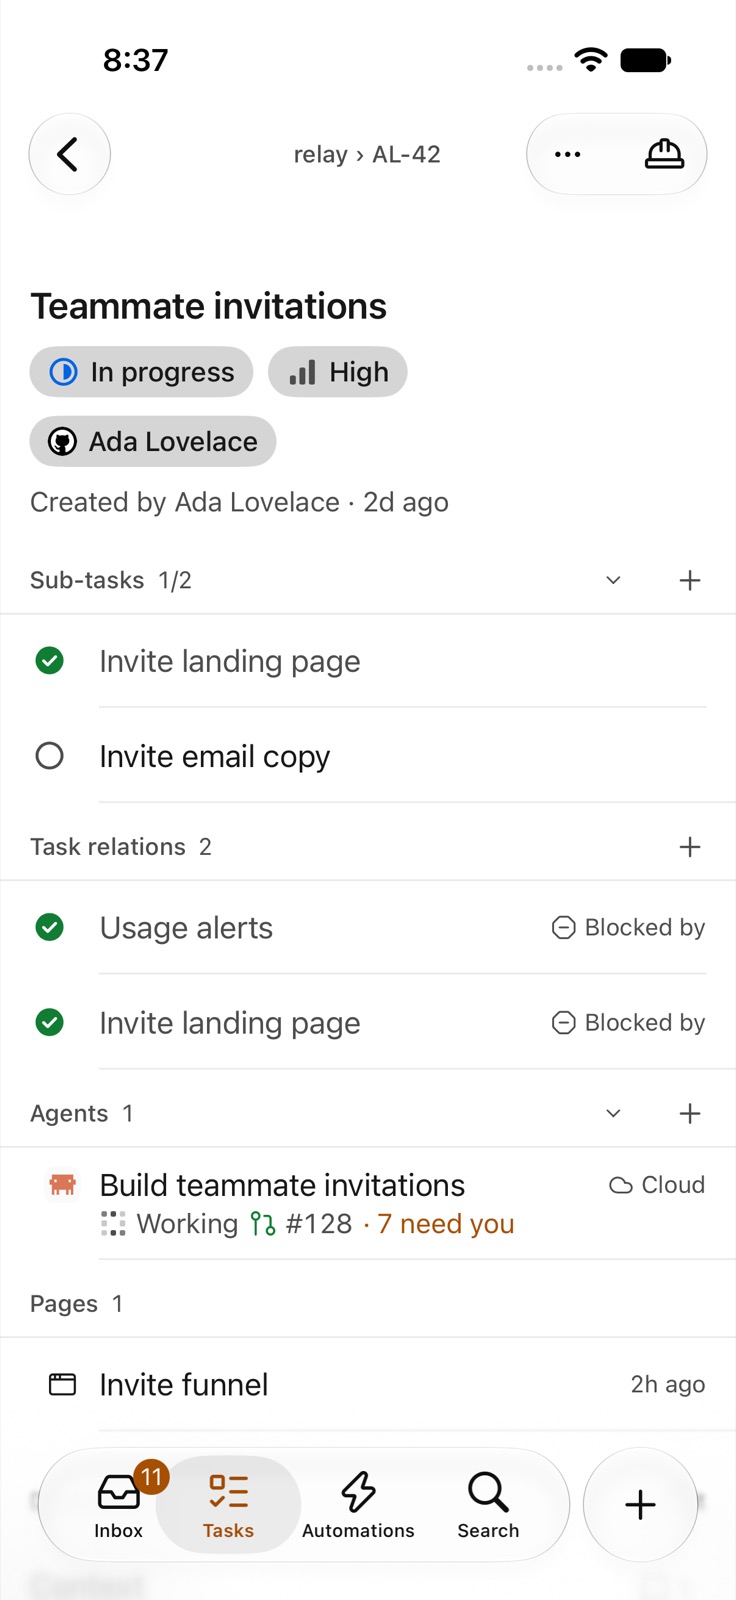 8:37
relay › AL-42
Teammate invitations
In progress
High
Ada Lovelace
Created by Ada Lovelace · 2d ago
Sub-tasks 1/2
Invite landing page
Invite email copy
Task relations 2
Usage alerts
Blocked by
Invite landing page
Blocked by
Agents 1
Build teammate invitations
Cloud
Working #128 · 7 need you
Pages 1
Invite funnel
2h ago
11
Inbox
Tasks
Automations
Search
Context